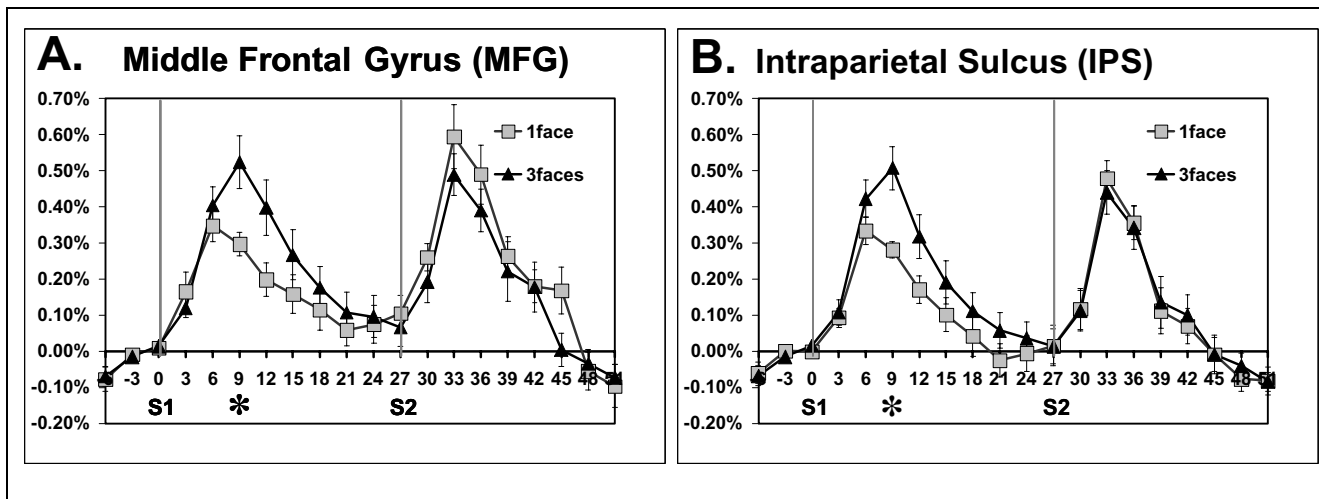 A. Middle Frontal Gyrus (MFG)
0.70%
0.60%
0.50%
0.40%
0.30%
0.20%
0.10%
0.00%
-0.10%
-0.20%
1face
3faces
-6 -3 0 3 6 9 12 15 18 21 24 27 30 33 36 39 42 45 48 51
S1 * S2
B. Intraparietal Sulcus (IPS)
0.70%
0.60%
0.50%
0.40%
0.30%
0.20%
0.10%
0.00%
-0.10%
-0.20%
1face
3faces
-3 0 3 6 9 12 15 18 21 24 27 30 33 36 39 42 45 48 51
S1 * S2